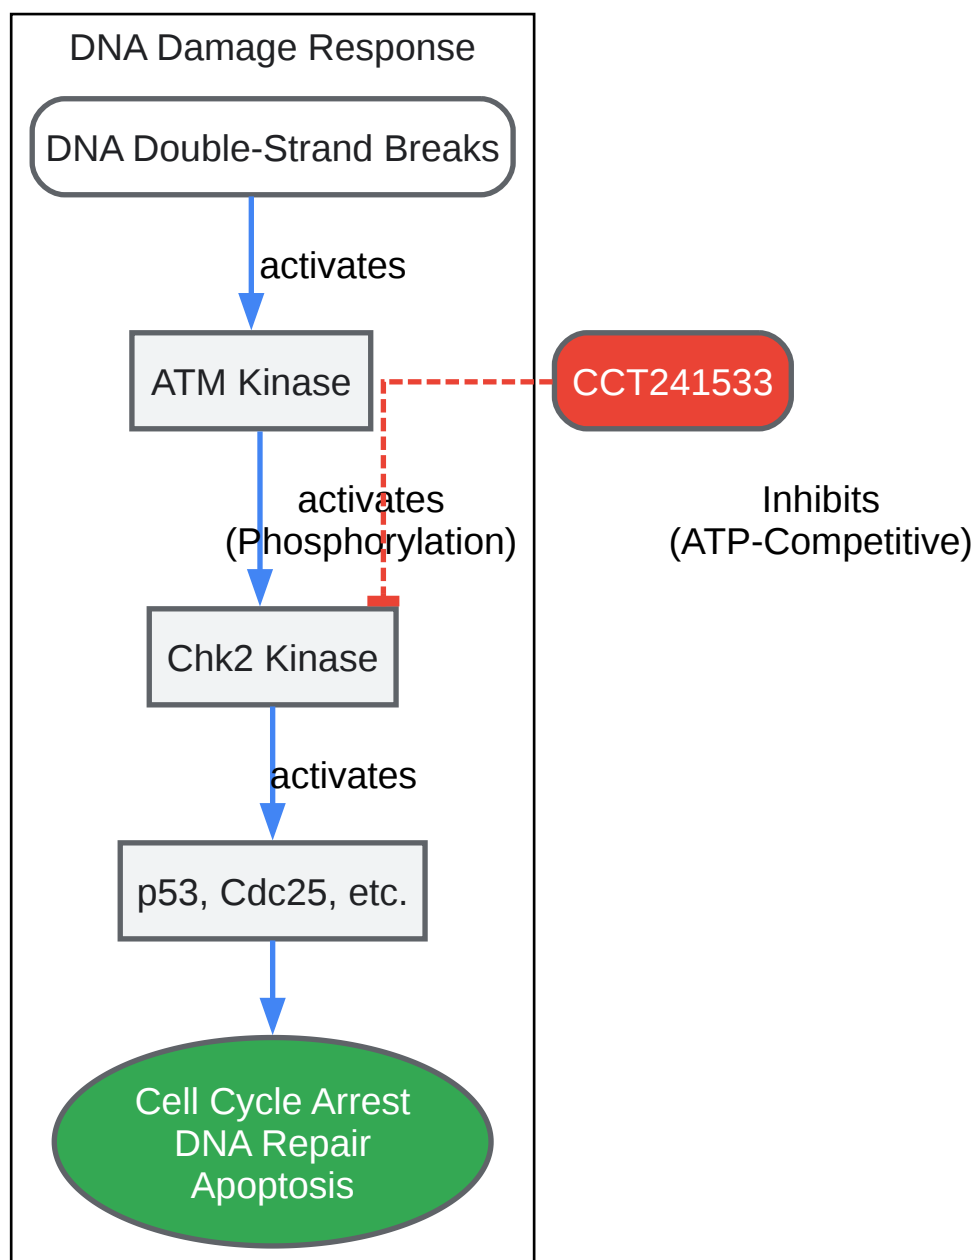 DNA Damage Response
DNA Double-Strand Breaks
activates
ATM Kinase
CCT241533
activates
(Phosphorylation)
Inhibits
(ATP-Competitive)
Chk2 Kinase
activates
p53, Cdc25, etc.
Cell Cycle Arrest
DNA Repair
Apoptosis